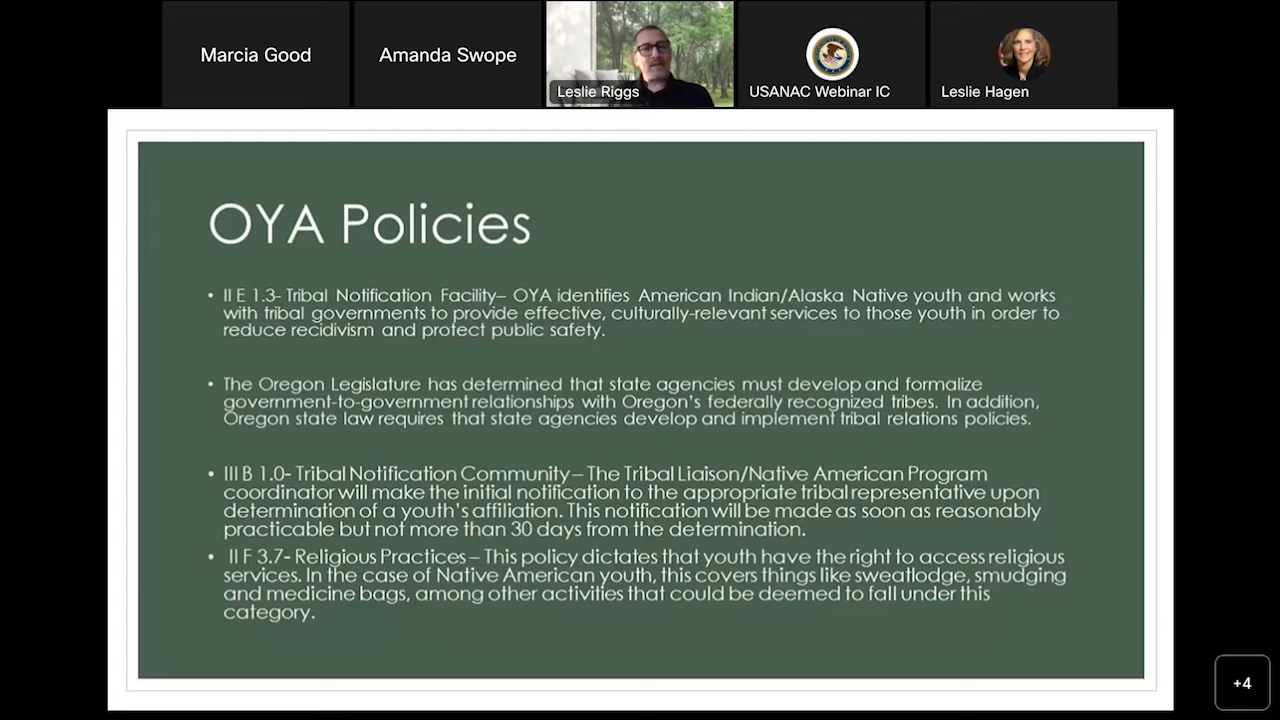 Marcia Good
Amanda Swope
Leslie Riggs
USANAC Webinar IC
Leslie Hagen
OYA Policies
• II E 1.3- Tribal Notification Facility– OYA identifies American Indian/Alaska Native youth and works
with tribal governments to provide effective, culturally-relevant services to those youth in order to
reduce recidivism and protect public safety.
• The Oregon Legislature has determined that state agencies must develop and formalize
government-to-government relationships with Oregon's federally recognized tribes. In addition,
Oregon state law requires that state agencies develop and implement tribal relations policies.
• III B 1.0- Tribal Notification Community – The Tribal Liaison/Native American Program
coordinator will make the initial notification to the appropriate tribal representative upon
determination of a youth's affiliation. This notification will be made as soon as reasonably
practicable but not more than 30 days from the determination.
• II F 3.7- Religious Practices – This policy dictates that youth have the right to access religious
services. In the case of Native American youth, this covers things like sweatlodge, smudging
and medicine bags, among other activities that could be deemed to fall under this
category.
+4